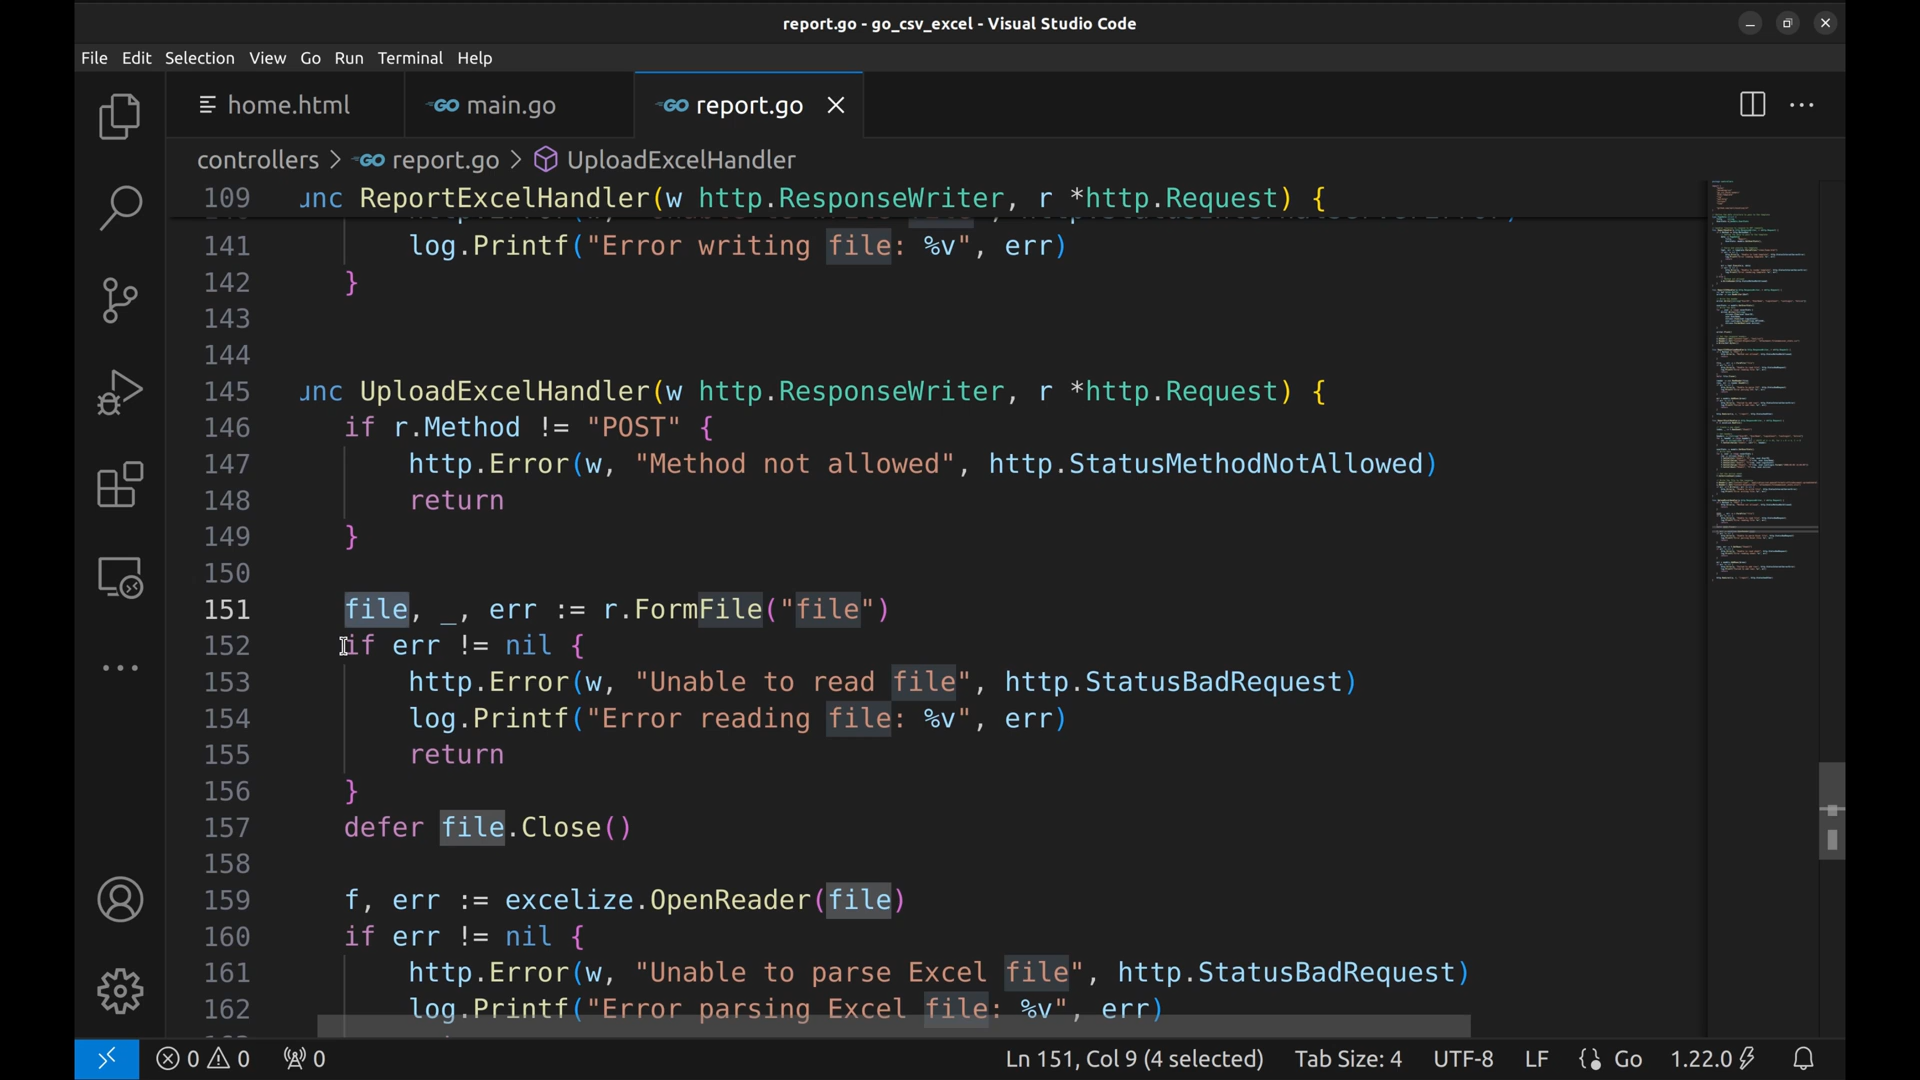 report.go - go_csv_excel - Visual Studio Code
File Edit Selection View Go Run Terminal Help
home.html GO main.go GO report.go
controllers > GO report.go > UploadExcelHandler
109 unc ReportExcelHandler(w http.ResponseWriter, r *http.Request) {
141 log.Printf("Error writing file: %v", err)
142 }
143
144
145 unc UploadExcelHandler(w http.ResponseWriter, r *http.Request) {
146 if r.Method != "POST" {
147 http.Error(w, "Method not allowed", http.StatusMethodNotAllowed)
148 return
149 }
150
151 file, _, err := r.FormFile("file")
152 if err != nil {
153 http.Error(w, "Unable to read file", http.StatusBadRequest)
154 log.Printf("Error reading file: %v", err)
155 return
156 }
157 defer file.Close()
158
159 f, err := excelize.OpenReader(file)
160 if err != nil {
161 http.Error(w, "Unable to parse Excel file", http.StatusBadRequest)
162 log.Printf("Error parsing Excel file: %v", err)
0 0 0 Ln 151, Col 9 (4 selected) Tab Size: 4 UTF-8 LF Go 1.22.0